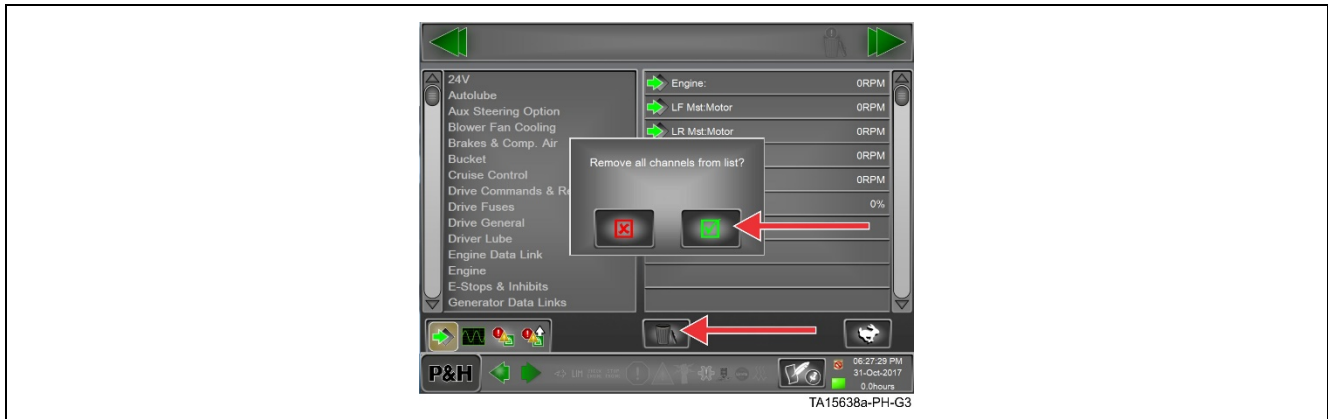 24V
Autolube
Aux Steering Option
Blower Fan Cooling
Brakes & Comp. Air
Bucket
Cruise Control
Drive Commands & Re
Drive Fuses
Drive General
Driver Lube
Engine Data Link
Engine
E-Stops & Inhibits
Generator Data Links
Engine: 0RPM
LF Mst:Motor 0RPM
LR Mst:Motor 0RPM
0RPM
0RPM
0%
Remove all channels from list?
P&H
LIM
06:27:29 PM
31-Oct-2017
0.0hours
TA15638a-PH-G3